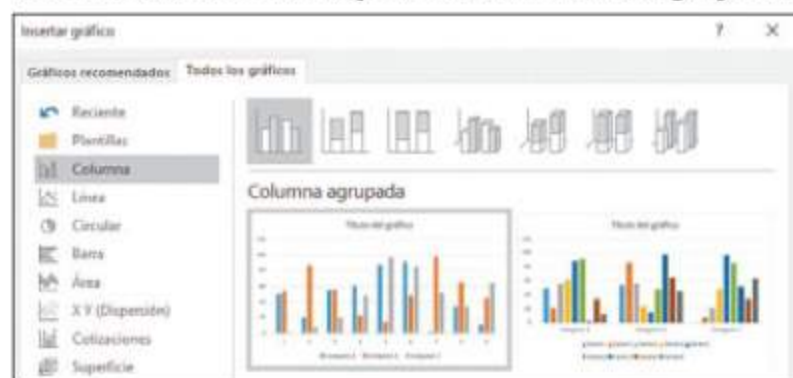 Insertar gráfico
? ×
Gráficos recomendados Todos los gráficos
Reciente
Plantillas
Columna
Línea
Circular
Barra
Área
X Y (Dispersión)
Cotizaciones
Superficie
Columna agrupada
Título del gráfico
Título del gráfico